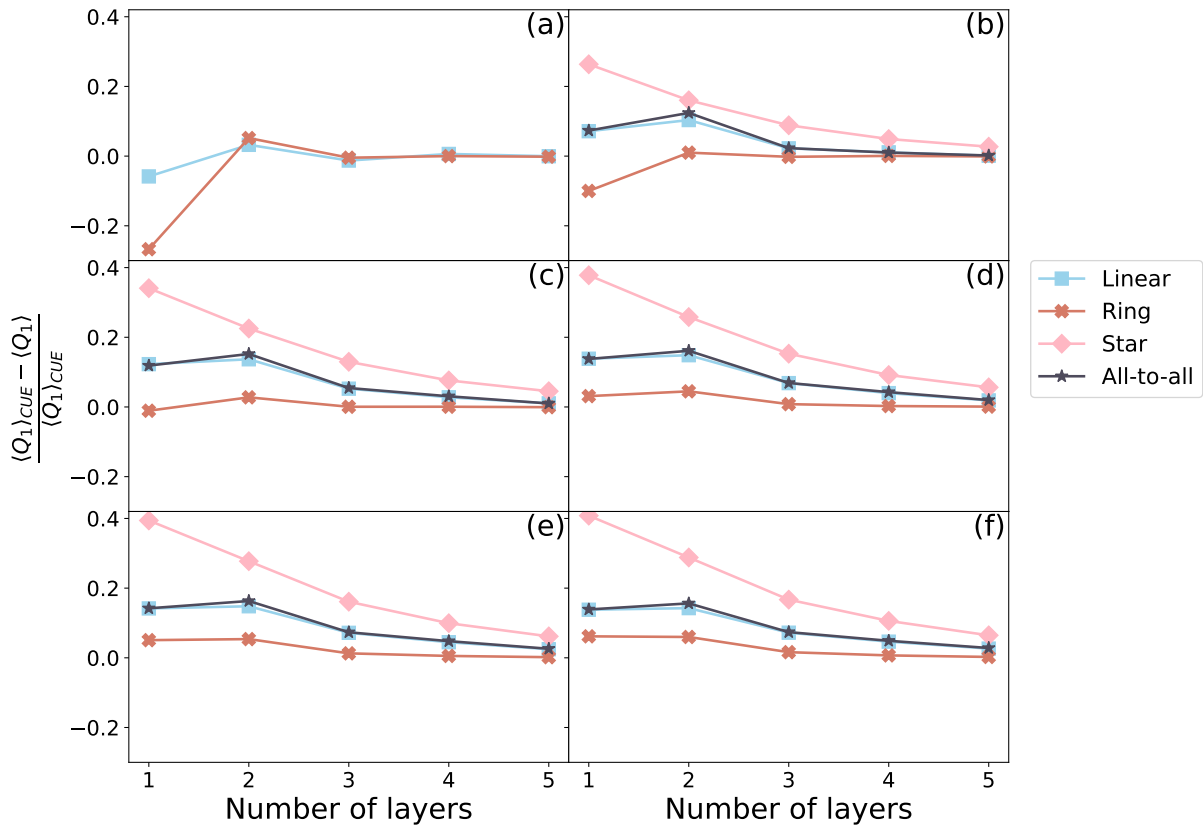 0.4
0.2
0.0
−0.2
(a)
(b)
0.4
0.2
0.0
−0.2
(c)
(d)
0.4
0.2
0.0
−0.2
(e)
(f)
⟨Q₁⟩CUE − ⟨Q₁⟩
⟨Q₁⟩CUE
1 2 3 4 5
1 2 3 4 5
Number of layers
Number of layers
Linear
Ring
Star
All-to-all